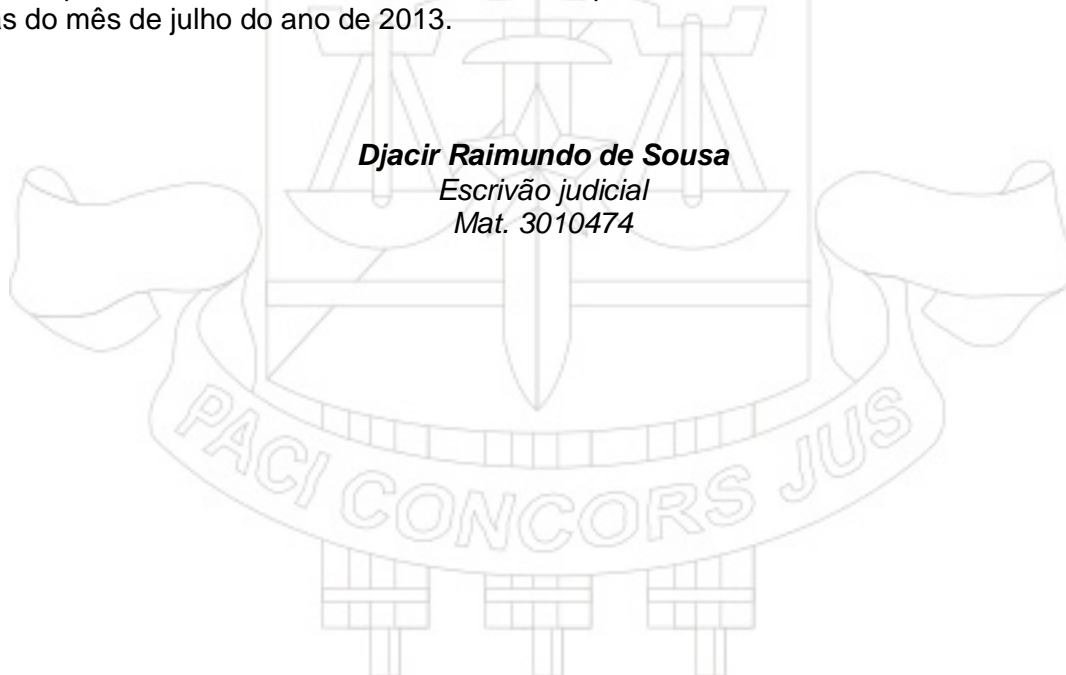 as do mês de julho do ano de 2013.
Djacir Raimundo de Sousa
Escrivão judicial
Mat. 3010474
PACI CONCORS JUS